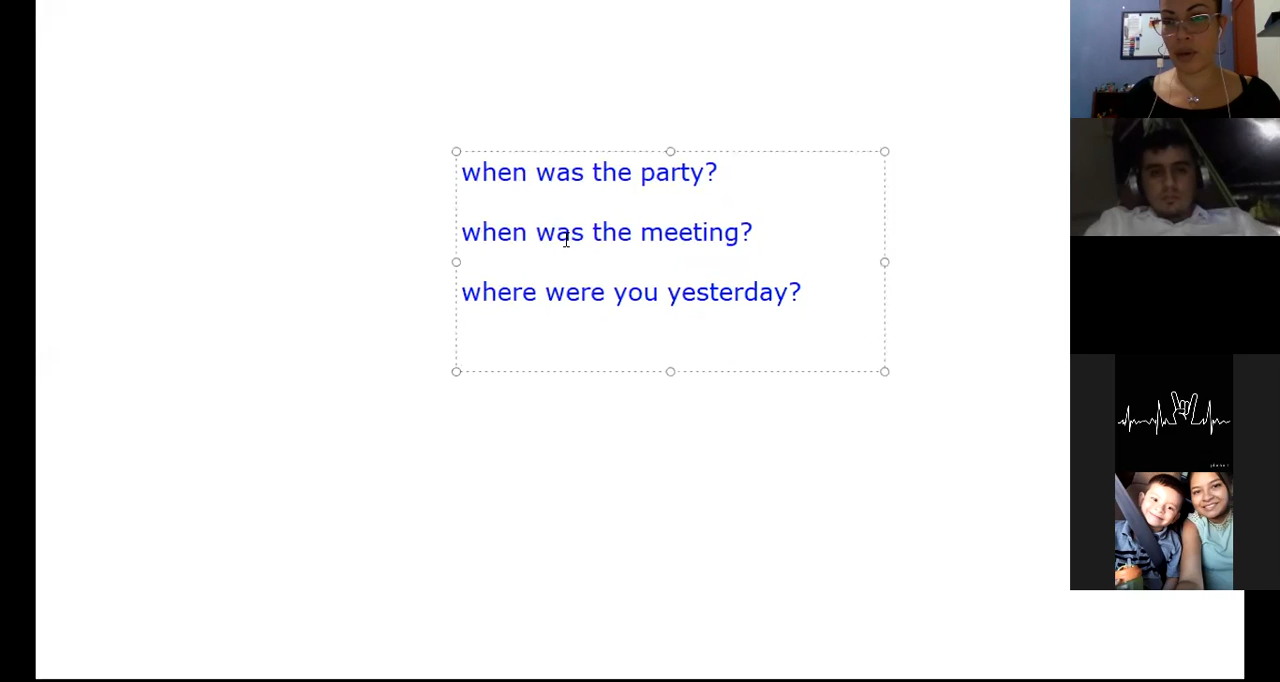 when was the party?
when was the meeting?
where were you yesterday?